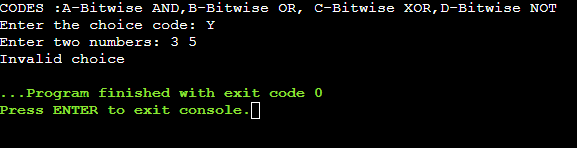 CODES :A-Bitwise AND,B-Bitwise OR, C-Bitwise XOR,D-Bitwise NOT
Enter the choice code: Y
Enter two numbers: 3 5
Invalid choice
...Program finished with exit code 0
Press ENTER to exit console.